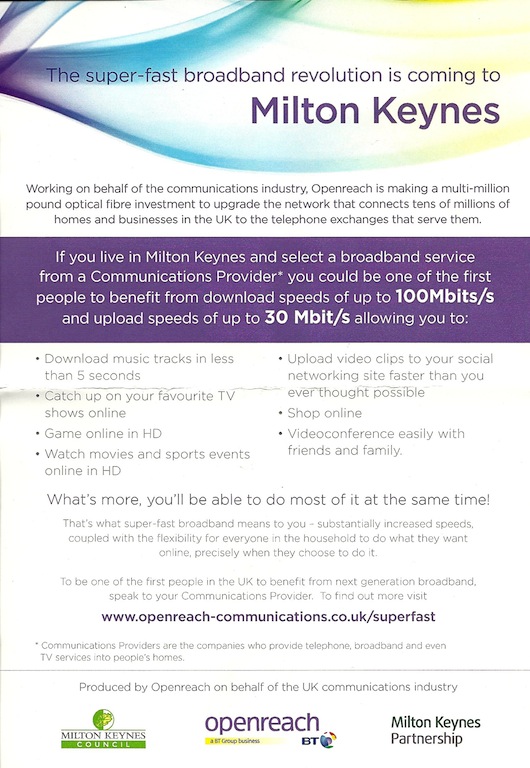 The super-fast broadband revolution is coming to
Milton Keynes
Working on behalf of the communications industry, Openreach is making a multi-million
pound optical fibre investment to upgrade the network that connects tens of millions of
homes and businesses in the UK to the telephone exchanges that serve them.
If you live in Milton Keynes and select a broadband service
from a Communications Provider* you could be one of the first
people to benefit from download speeds of up to 100Mbits/s
and upload speeds of up to 30 Mbit/s allowing you to:
• Download music tracks in less
than 5 seconds
• Catch up on your favourite TV
shows online
• Game online in HD
• Watch movies and sports events
online in HD
• Upload video clips to your social
networking site faster than you
ever thought possible
• Shop online
• Videoconference easily with
friends and family.
What's more, you'll be able to do most of it at the same time!
That's what super-fast broadband means to you – substantially increased speeds,
coupled with the flexibility for everyone in the household to do what they want
online, precisely when they choose to do it.
To be one of the first people in the UK to benefit from next generation broadband,
speak to your Communications Provider. To find out more visit
www.openreach-communications.co.uk/superfast
* Communications Providers are the companies who provide telephone, broadband and even
TV services into people's homes.
Produced by Openreach on behalf of the UK communications industry
MILTON KEYNES
COUNCIL
openreach
a BT Group business
BT
Milton Keynes
Partnership